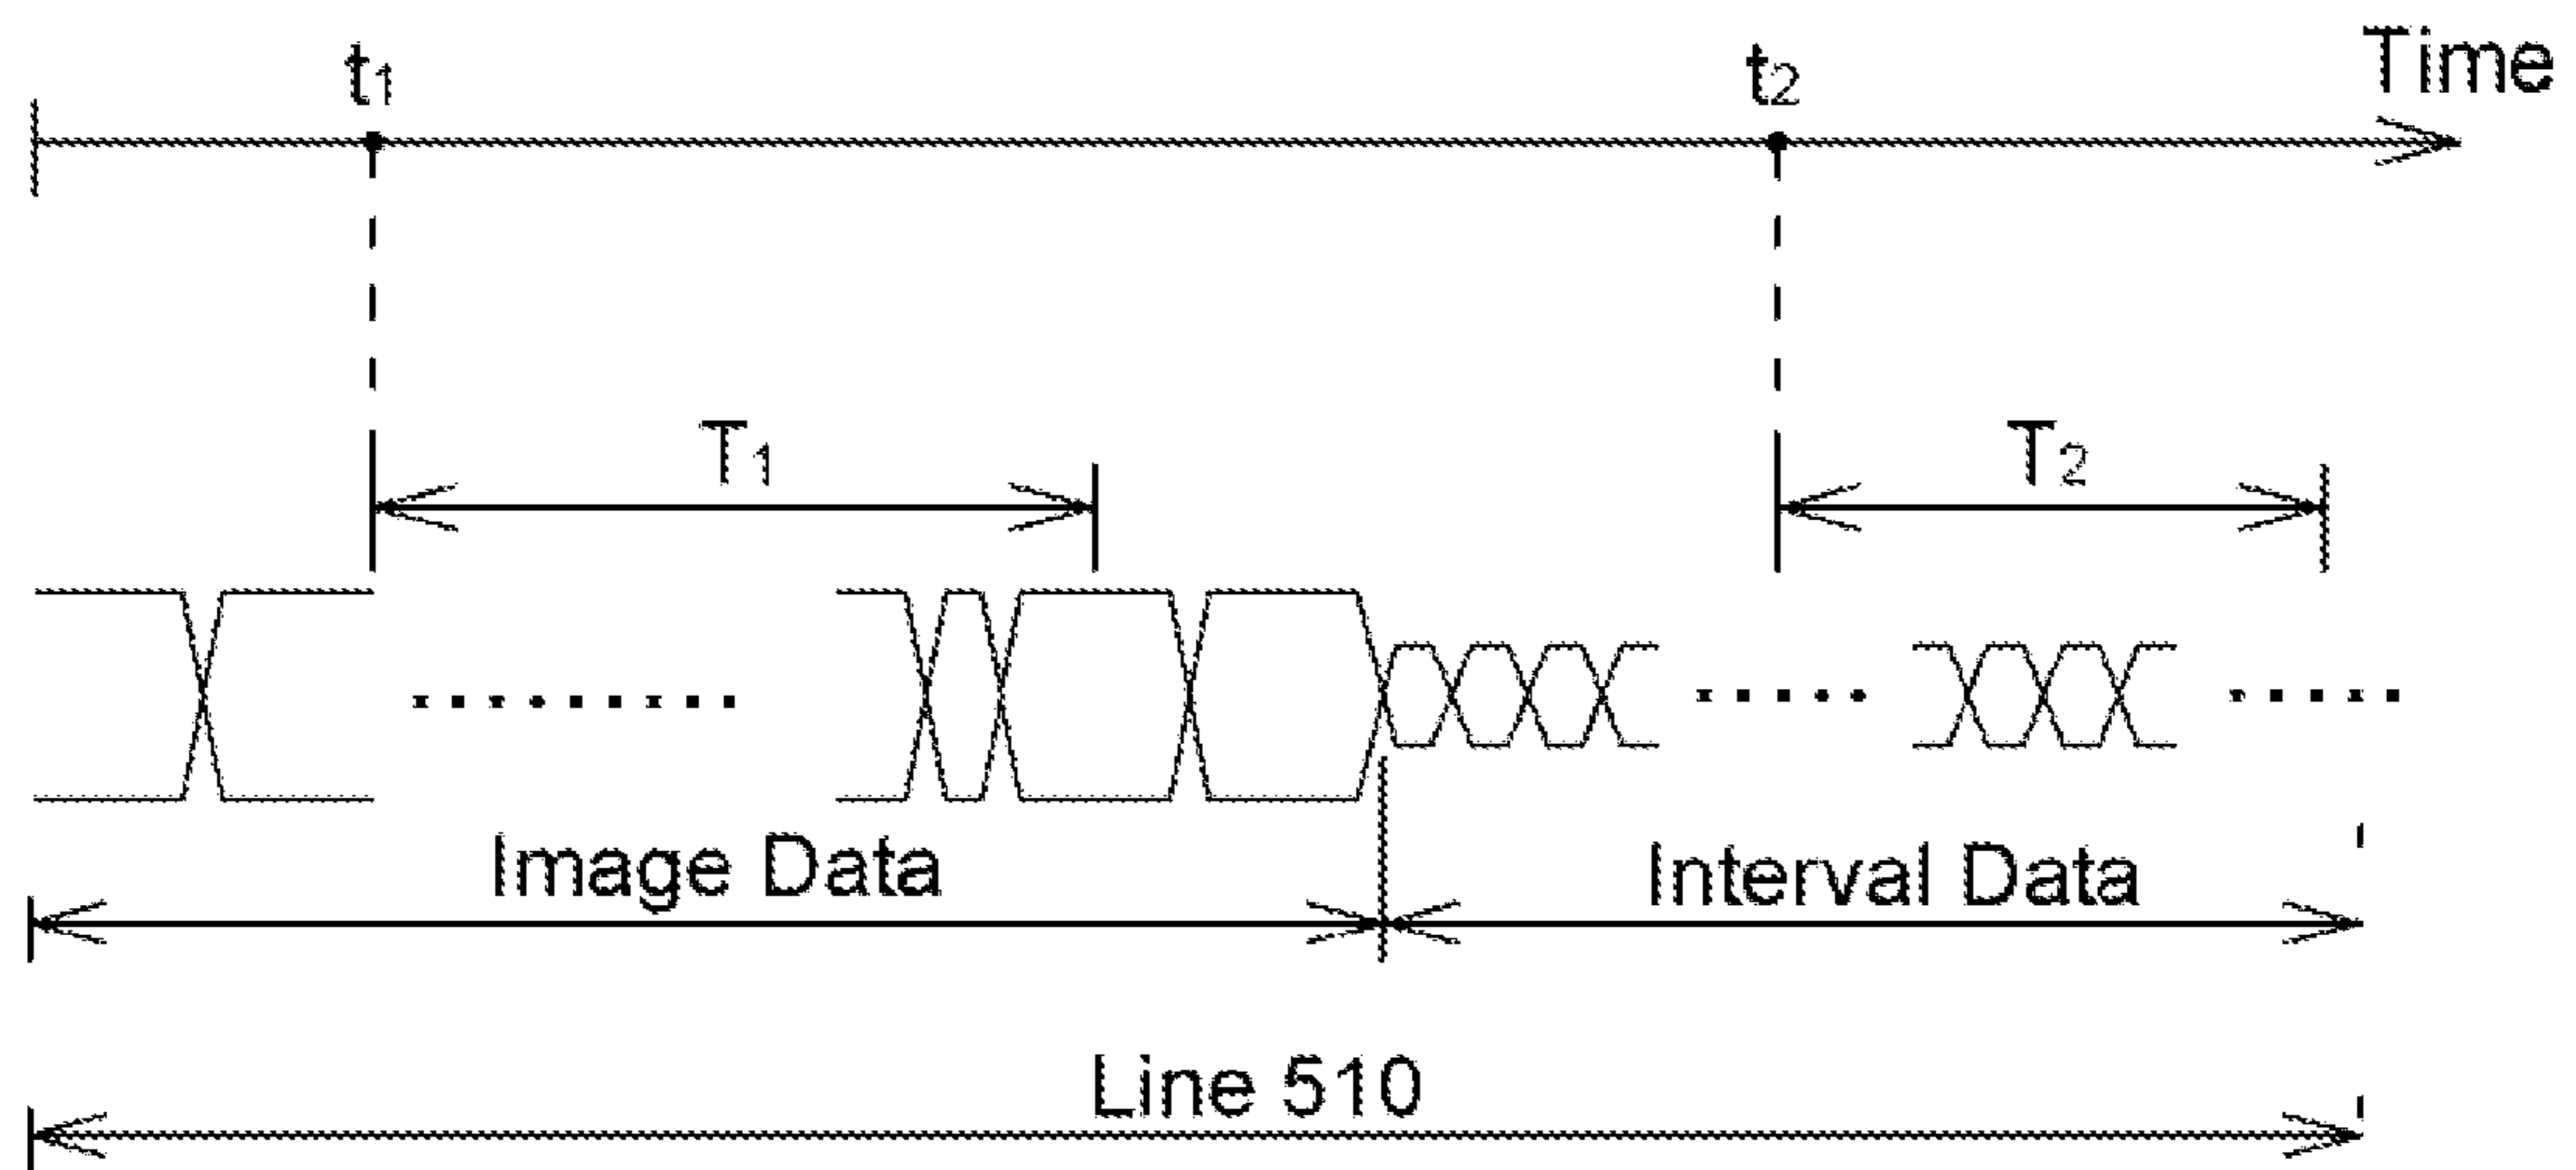 Time
t1
t2
T1
T2
Image Data
Interval Data
Line 510